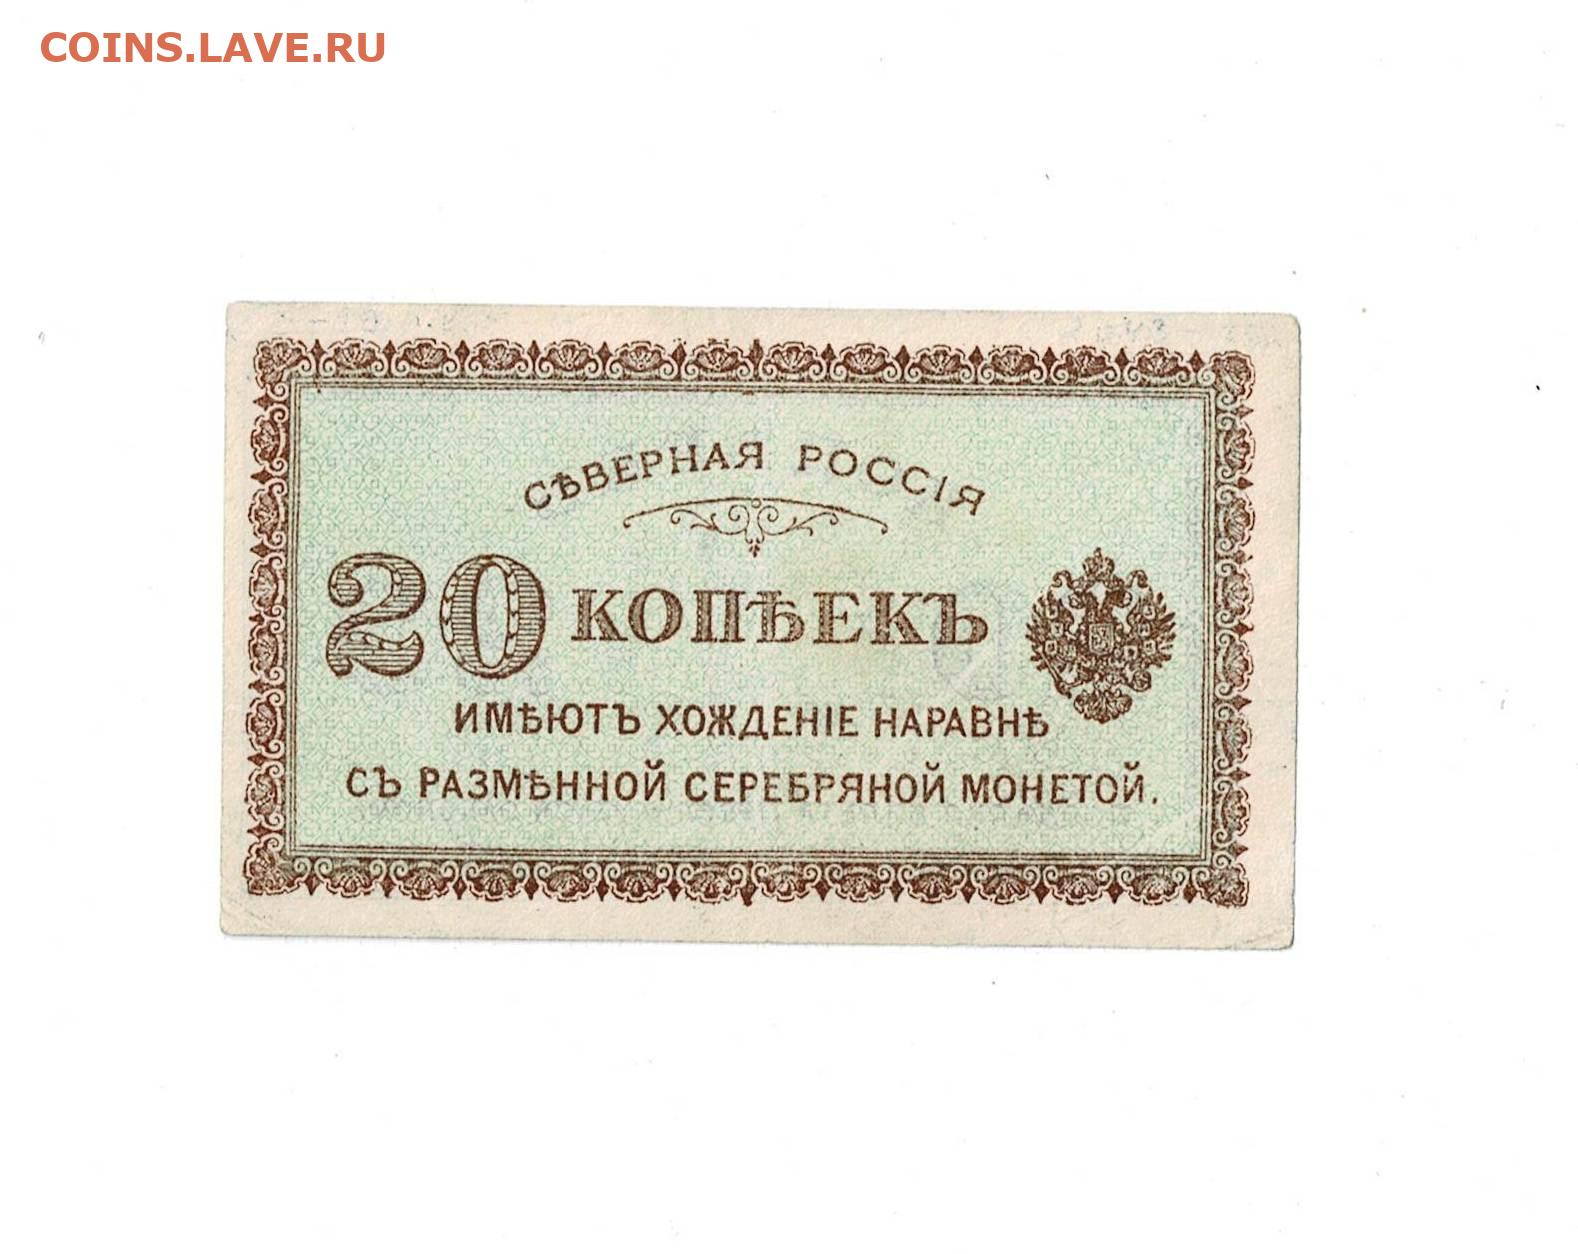 COINS.LAVE.RU
СѢВЕРНАЯ РОССІЯ
20 КОПѢЕКЪ
ИМѢЮТЪ ХОЖДЕНІЕ НАРАВНѢ
СЪ РАЗМѢННОЙ СЕРЕБРЯНОЙ МОНЕТОЙ.